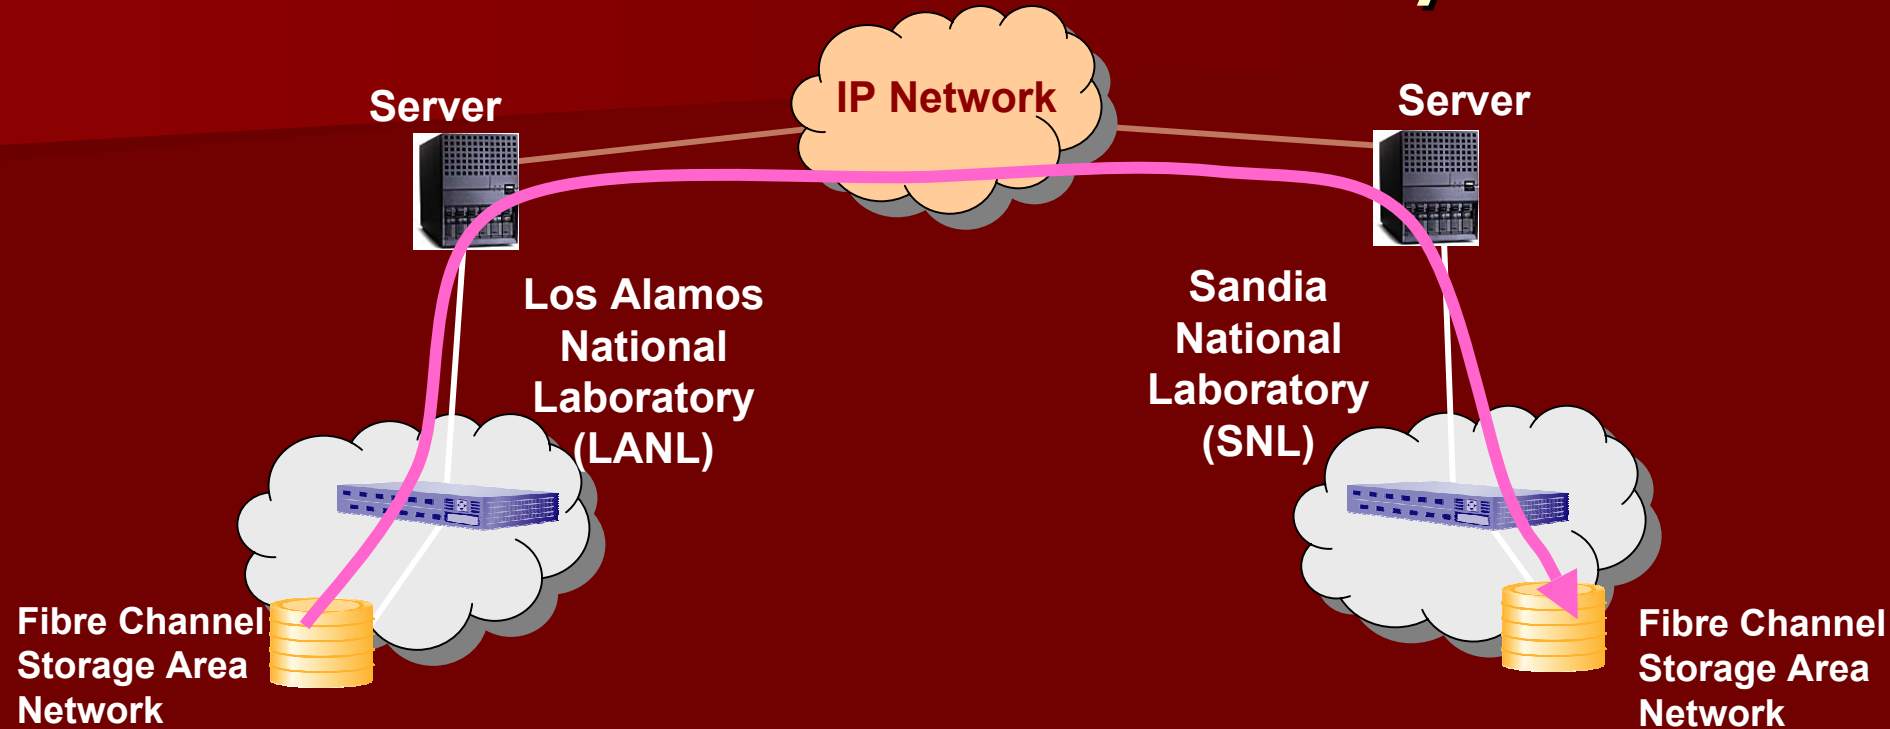 IP Network
Server
Server
Los Alamos
National
Laboratory
(LANL)
Sandia
National
Laboratory
(SNL)
Fibre Channel
Storage Area
Network
Fibre Channel
Storage Area
Network